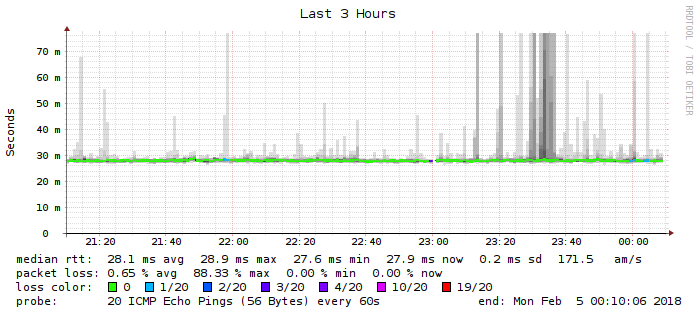 Last 3 Hours
RRDTOOL / TOBI OETIKER
Seconds
70 m
60 m
50 m
40 m
30 m
20 m
10 m
0
21:20 21:40 22:00 22:20 22:40 23:00 23:20 23:40 00:00
median rtt: 28.1 ms avg 28.9 ms max 27.6 ms min 27.9 ms now 0.2 ms sd 171.5 am/s
packet loss: 0.65 % avg 88.33 % max 0.00 % min 0.00 % now
loss color: 0 1/20 2/20 3/20 4/20 10/20 19/20
probe: 20 ICMP Echo Pings (56 Bytes) every 60s end: Mon Feb 5 00:10:06 2018